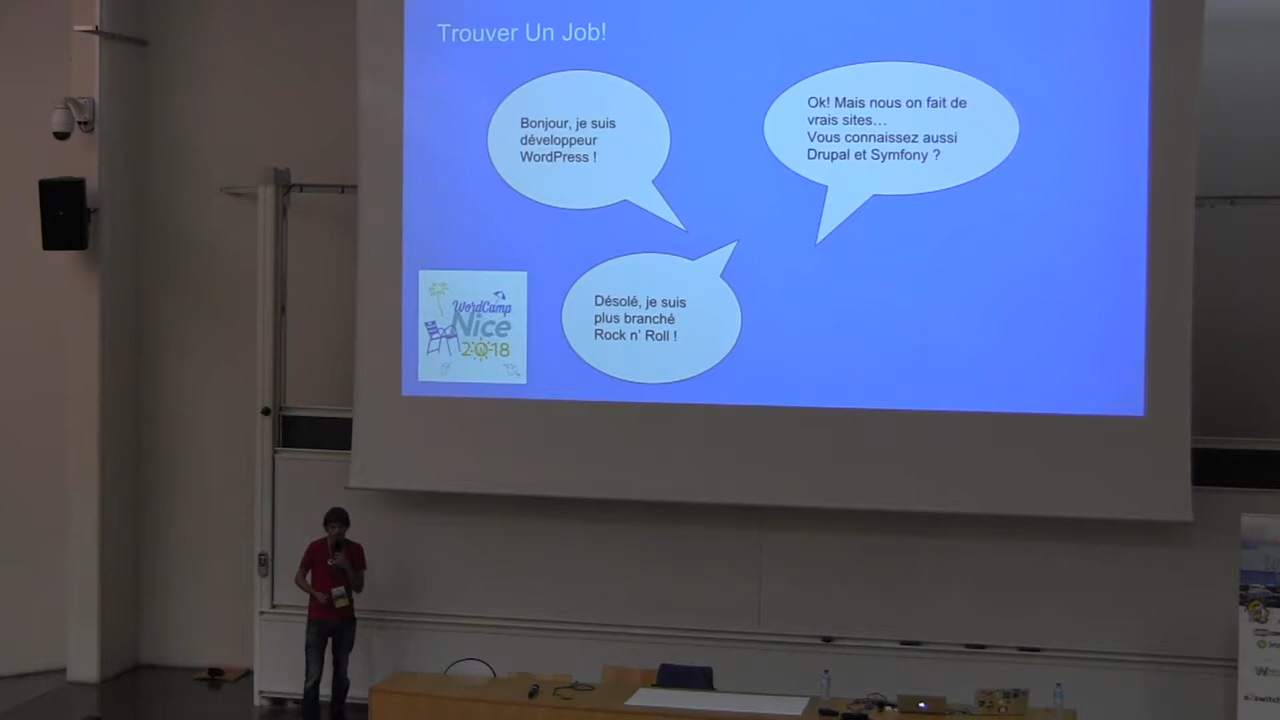 Trouver Un Job!
Bonjour, je suis
développeur
WordPress !
Ok! Mais nous on fait de
vrais sites…
Vous connaissez aussi
Drupal et Symfony ?
Désolé, je suis
plus branché
Rock n' Roll !
WordCamp
Nice
2018